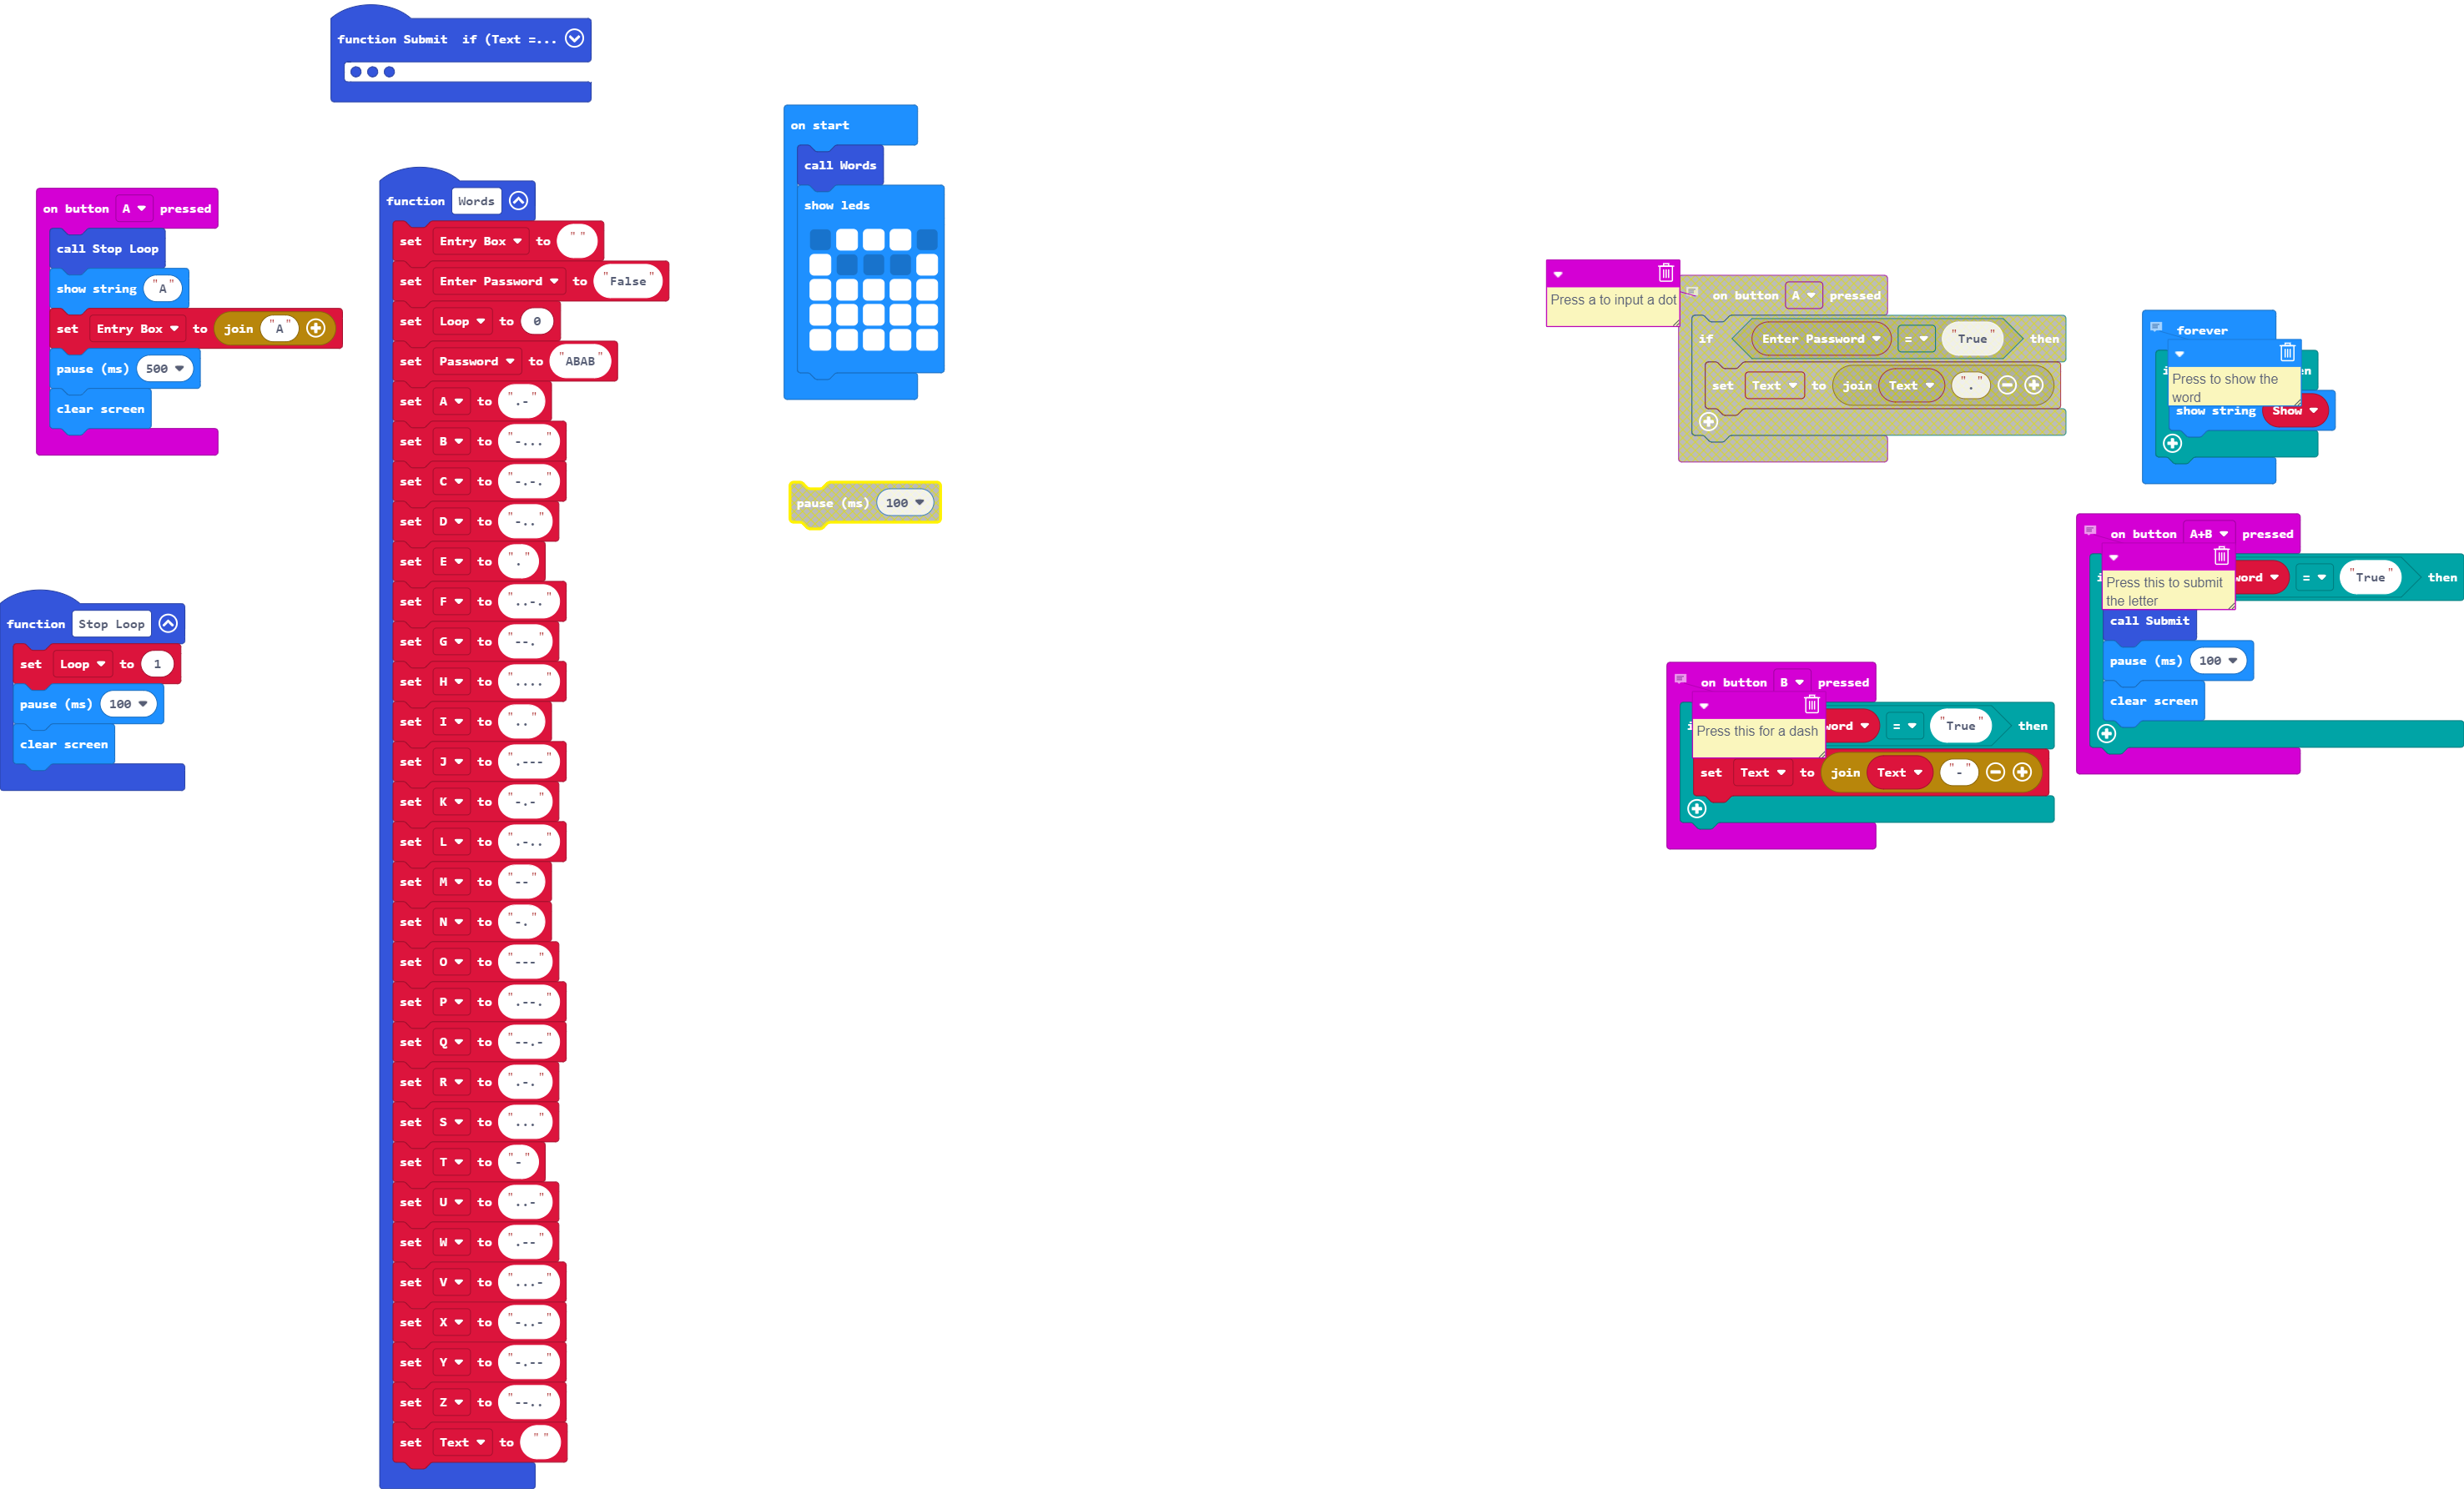 function Submit if (Text =...
on start
call Words
show leds
on button A pressed
call Stop Loop
show string "A"
set Entry Box to join "A"
pause (ms) 500
clear screen
function Words
set Entry Box to " "
set Enter Password to "False"
set Loop to 0
set Password to "ABAB"
set A to ".-"
set B to "-..."
set C to "-.-."
set D to "-.."
set E to "."
set F to "..-."
set G to "--."
set H to "...."
set I to ".."
set J to ".---"
set K to "-.-"
set L to ".-.."
set M to "--"
set N to "-."
set O to "---"
set P to ".--."
set Q to "--.-"
set R to ".-."
set S to "..."
set T to "-"
set U to "..-"
set W to ".--"
set V to "...-"
set X to "-..-"
set Y to "-.--"
set Z to "--.."
set Text to " "
pause (ms) 100
function Stop Loop
set Loop to 1
pause (ms) 100
clear screen
Press a to input a dot
on button A pressed
if Enter Password = "True" then
set Text to join Text "."
forever
Press to show the
word
show string Show
on button A+B pressed
= "True" then
Press this to submit
the letter
call Submit
pause (ms) 100
clear screen
on button B pressed
= "True" then
Press this for a dash
set Text to join Text "-"